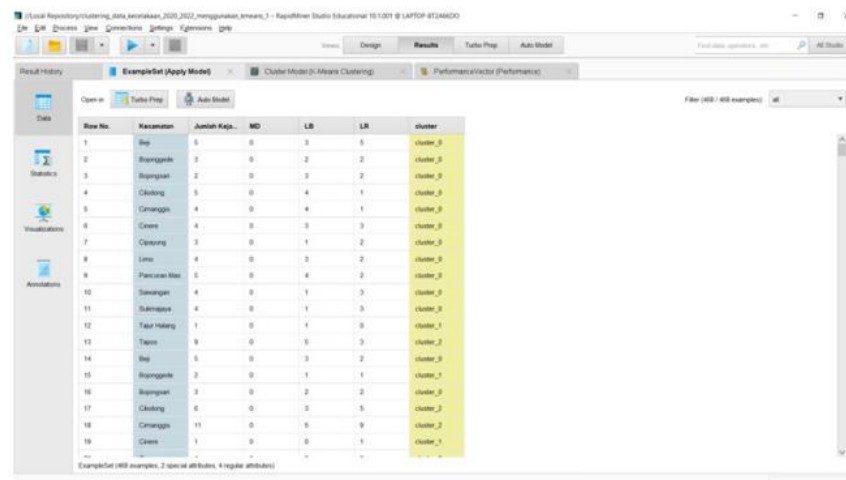 //Local Repository/clustering_data_kecelakaan_2020_2022_menggunakan_kmeans_1 – RapidMiner Studio Educational 10.1.001 @ LAPTOP-8T2A6KDO
File Edit Process View Connections Settings Extensions Help
Views: Design Results Turbo Prep Auto Model Find data, operators...etc All Studio
Result History ExampleSet (Apply Model) Cluster Model (K-Means Clustering) PerformanceVector (Performance)
Data
Statistics
Visualizations
Annotations
Open in Turbo Prep Auto Model Filter (468 / 468 examples): all
Row No. Kecamatan Jumlah Keja... MD LB LR cluster
1 Beji 5 0 3 5 cluster_0
2 Bojonggede 3 0 2 2 cluster_0
3 Bojongsari 2 0 3 2 cluster_0
4 Cilodong 5 0 4 1 cluster_0
5 Cimanggis 4 0 4 1 cluster_0
6 Cinere 4 0 3 3 cluster_0
7 Cipayung 3 0 1 2 cluster_0
8 Limo 4 0 3 2 cluster_0
9 Pancoran Mas 5 0 4 2 cluster_0
10 Sawangan 4 0 1 3 cluster_0
11 Sukmajaya 4 0 1 3 cluster_0
12 Tajur Halang 1 0 1 0 cluster_1
13 Tapos 9 0 5 3 cluster_2
14 Beji 5 0 3 2 cluster_0
15 Bojonggede 2 0 1 1 cluster_1
16 Bojongsari 3 0 2 2 cluster_0
17 Cilodong 6 0 3 5 cluster_2
18 Cimanggis 11 0 5 9 cluster_2
19 Cinere 1 0 0 1 cluster_1
ExampleSet (468 examples, 2 special attributes, 4 regular attributes)